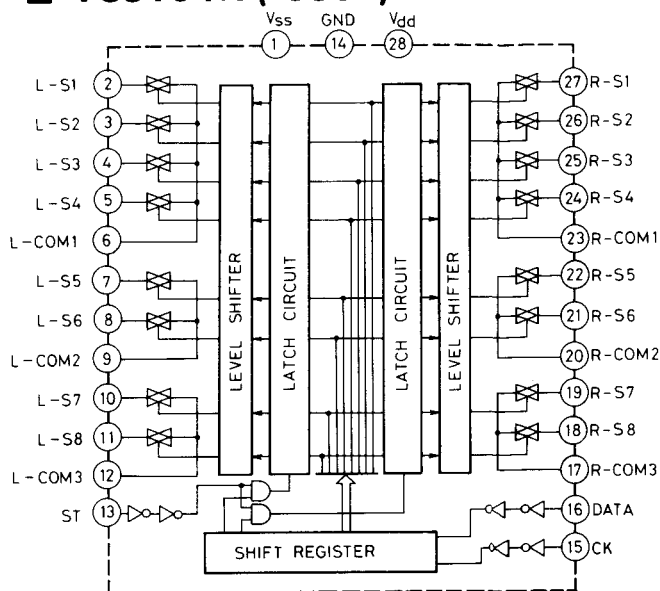 Vss GND Vdd
1 14 28
L-S1 2
L-S2 3
L-S3 4
L-S4 5
L-COM1 6
L-S5 7
L-S6 8
L-COM2 9
L-S7 10
L-S8 11
L-COM3 12
ST 13
LEVEL SHIFTER
LATCH CIRCUIT
LATCH CIRCUIT
LEVEL SHIFTER
27 R-S1
26 R-S2
25 R-S3
24 R-S4
23 R-COM1
22 R-S5
21 R-S6
20 R-COM2
19 R-S7
18 R-S8
17 R-COM3
16 DATA
15 CK
SHIFT REGISTER